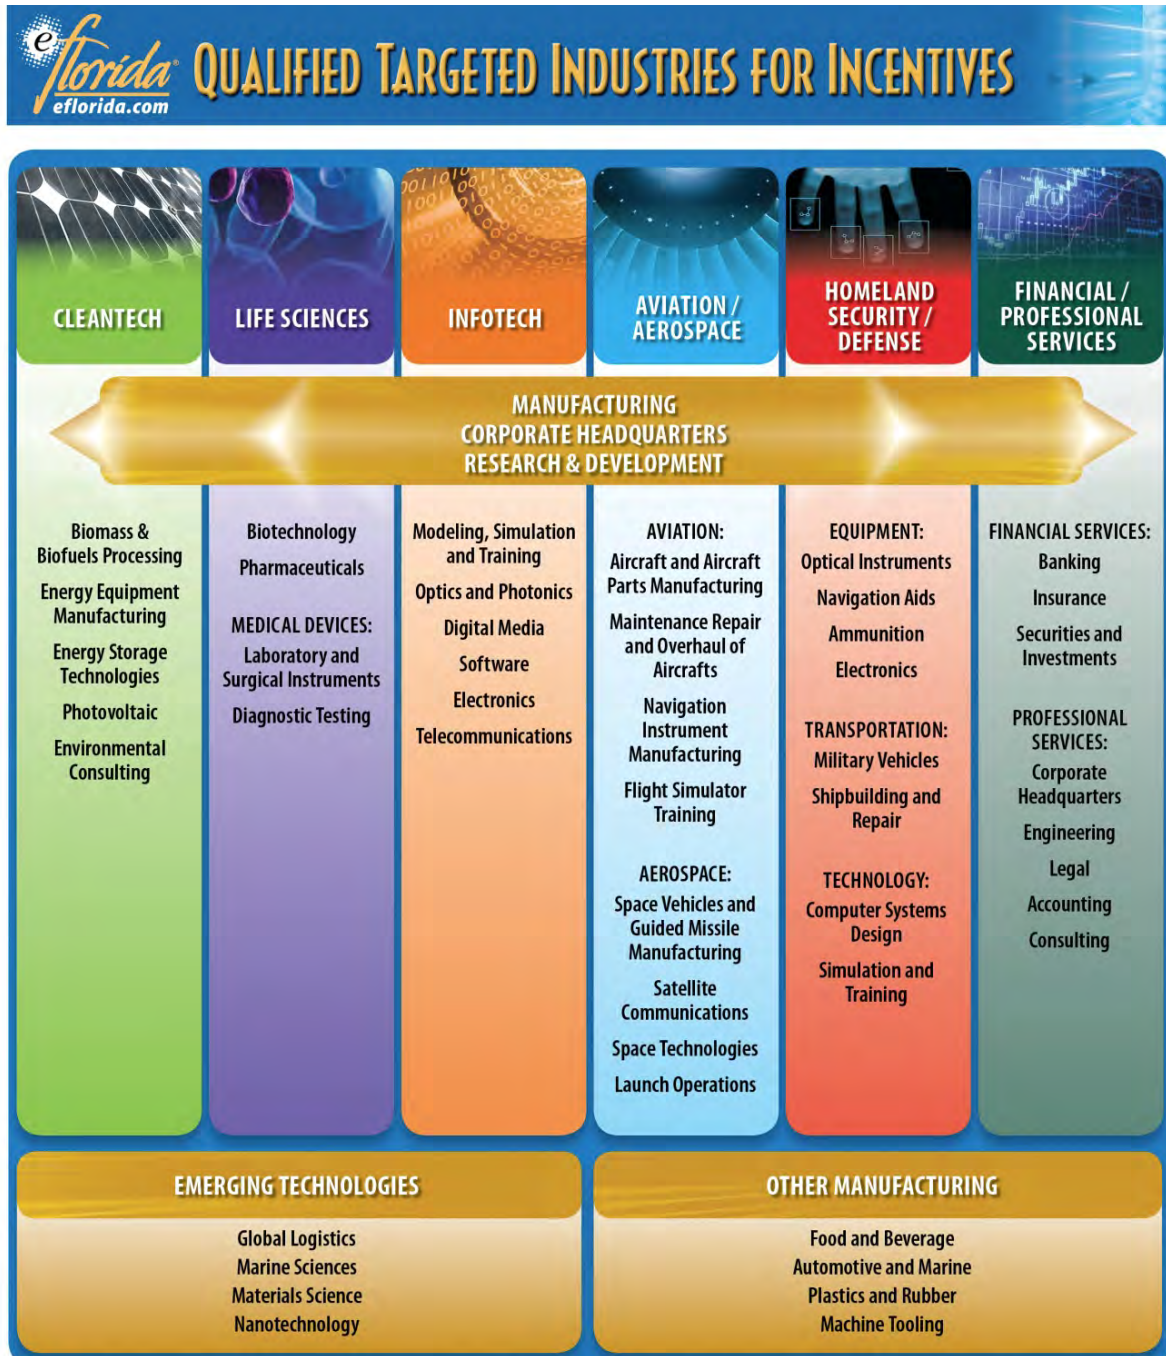 eflorida®
eflorida.com
QUALIFIED TARGETED INDUSTRIES FOR INCENTIVES
CLEANTECH
LIFE SCIENCES
INFOTECH
AVIATION /
AEROSPACE
HOMELAND
SECURITY /
DEFENSE
FINANCIAL /
PROFESSIONAL
SERVICES
MANUFACTURING
CORPORATE HEADQUARTERS
RESEARCH & DEVELOPMENT
Biomass &
Biofuels Processing
Energy Equipment
Manufacturing
Energy Storage
Technologies
Photovoltaic
Environmental
Consulting
Biotechnology
Pharmaceuticals
MEDICAL DEVICES:
Laboratory and
Surgical Instruments
Diagnostic Testing
Modeling, Simulation
and Training
Optics and Photonics
Digital Media
Software
Electronics
Telecommunications
AVIATION:
Aircraft and Aircraft
Parts Manufacturing
Maintenance Repair
and Overhaul of
Aircrafts
Navigation
Instrument
Manufacturing
Flight Simulator
Training
AEROSPACE:
Space Vehicles and
Guided Missile
Manufacturing
Satellite
Communications
Space Technologies
Launch Operations
EQUIPMENT:
Optical Instruments
Navigation Aids
Ammunition
Electronics
TRANSPORTATION:
Military Vehicles
Shipbuilding and
Repair
TECHNOLOGY:
Computer Systems
Design
Simulation and
Training
FINANCIAL SERVICES:
Banking
Insurance
Securities and
Investments
PROFESSIONAL
SERVICES:
Corporate
Headquarters
Engineering
Legal
Accounting
Consulting
EMERGING TECHNOLOGIES
Global Logistics
Marine Sciences
Materials Science
Nanotechnology
OTHER MANUFACTURING
Food and Beverage
Automotive and Marine
Plastics and Rubber
Machine Tooling